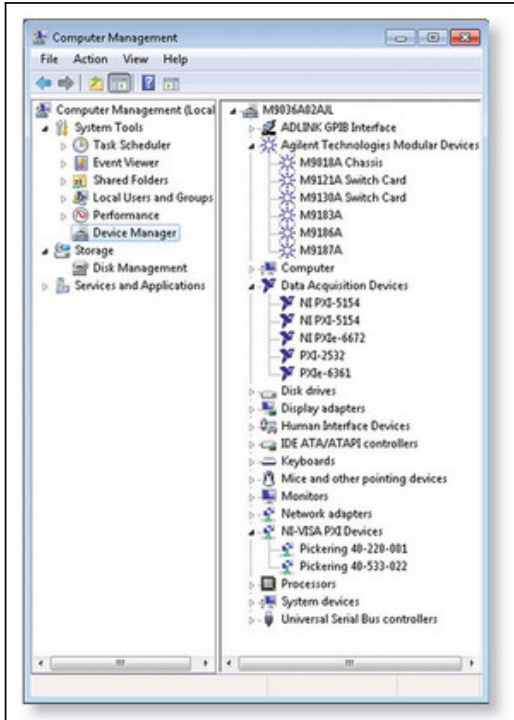 Computer Management
File Action View Help
Computer Management (Local
System Tools
Task Scheduler
Event Viewer
Shared Folders
Local Users and Groups
Performance
Device Manager
Storage
Disk Management
Services and Applications
M9036A02AJL
ADLINK GPIB Interface
Agilent Technologies Modular Devices
M9018A Chassis
M9121A Switch Card
M9130A Switch Card
M9183A
M9186A
M9187A
Computer
Data Acquisition Devices
NI PXI-5154
NI PXI-5154
NI PXIe-6672
PXI-2532
PXIe-6361
Disk drives
Display adapters
Human Interface Devices
IDE ATA/ATAPI controllers
Keyboards
Mice and other pointing devices
Monitors
Network adapters
NI-VISA PXI Devices
Pickering 40-220-001
Pickering 40-533-022
Processors
System devices
Universal Serial Bus controllers